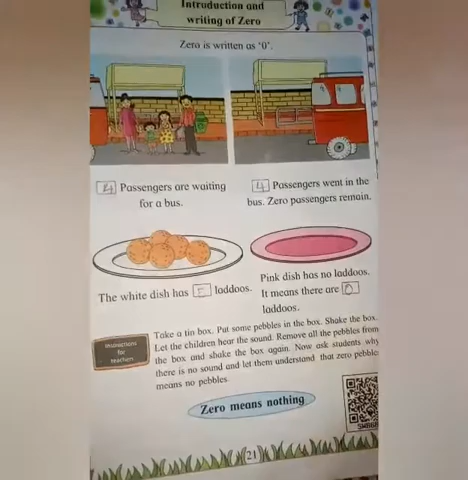 Introduction and
writing of Zero
Zero is written as '0'.
4 Passengers are waiting
for a bus.
4 Passengers went in the
bus. Zero passengers remain.
The white dish has 5 laddoos.
Pink dish has no laddoos.
It means there are 0
laddoos.
Instructions
for
teachers
Take a tin box. Put some pebbles in the box. Shake the box.
Let the children hear the sound. Remove all the pebbles from
the box and shake the box again. Now ask students why
there is no sound and let them understand that zero pebbles
means no pebbles.
Zero means nothing
21